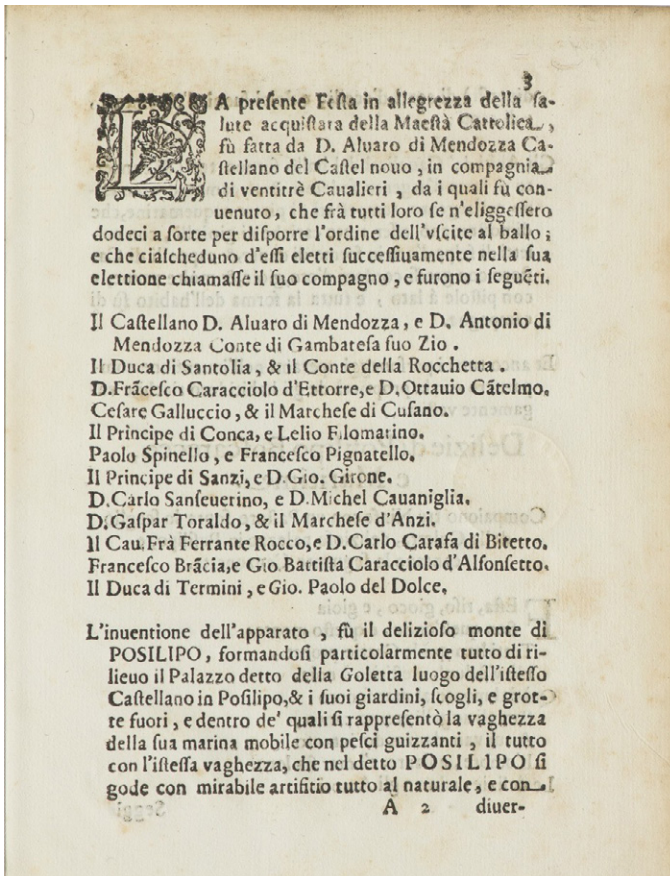 3
LA preſente Feſta in allegrezza della ſa-
lute acquiſtata della Maeſtà Cattolica,
fù fatta da D. Aluaro di Mendozza Ca-
ſtellano del Caſtel nouo, in compagnia
di ventitrè Caualieri, da i quali fù con-
uenuto, che frà tutti loro ſe n'eliggeſſero
dodeci a ſorte per diſporre l'ordine dell'vſcite al ballo;
e che ciaſcheduno d'eſſi eletti ſucceſſiuamente nella ſua
elettione chiamaſſe il ſuo compagno, e furono i ſeguẽti.
Il Caſtellano D. Aluaro di Mendozza, e D. Antonio di
Mendozza Conte di Gambateſa ſuo Zio.
Il Duca di Santolia, & il Conte della Rocchetta.
D.Frãceſco Caracciolo d'Ettorre,e D.Ottauio Cãtelmo.
Ceſare Galluccio, & il Marcheſe di Cuſano.
Il Principe di Conca, e Lelio Filomarino.
Paolo Spinello, e Franceſco Pignatello.
Il Principe di Sanzi, e D.Gio. Girone.
D.Carlo Sanſeuerino, e D.Michel Cauaniglia.
D.Gaſpar Toraldo, & il Marcheſe d'Anzi.
Il Cau.Frà Ferrante Rocco,e D.Carlo Carafa di Bitetto.
Franceſco Brãcia,e Gio Battiſta Caracciolo d'Alfonſetto.
Il Duca di Termini, e Gio. Paolo del Dolce.
L'inuentione dell'apparato, fù il delizioſo monte di
POSILIPO, formandoſi particolarmente tutto di ri-
lieuo il Palazzo detto della Goletta luogo dell'iſteſſo
Caſtellano in Poſilipo,& i ſuoi giardini, ſcogli, e grot-
te fuori, e dentro de' quali ſi rappreſentò la vaghezza
della ſua marina mobile con peſci guizzanti, il tutto
con l'iſteſſa vaghezza, che nel detto POSILIPO ſi
gode con mirabile artifitio tutto al naturale, e con
A 2 diuer-